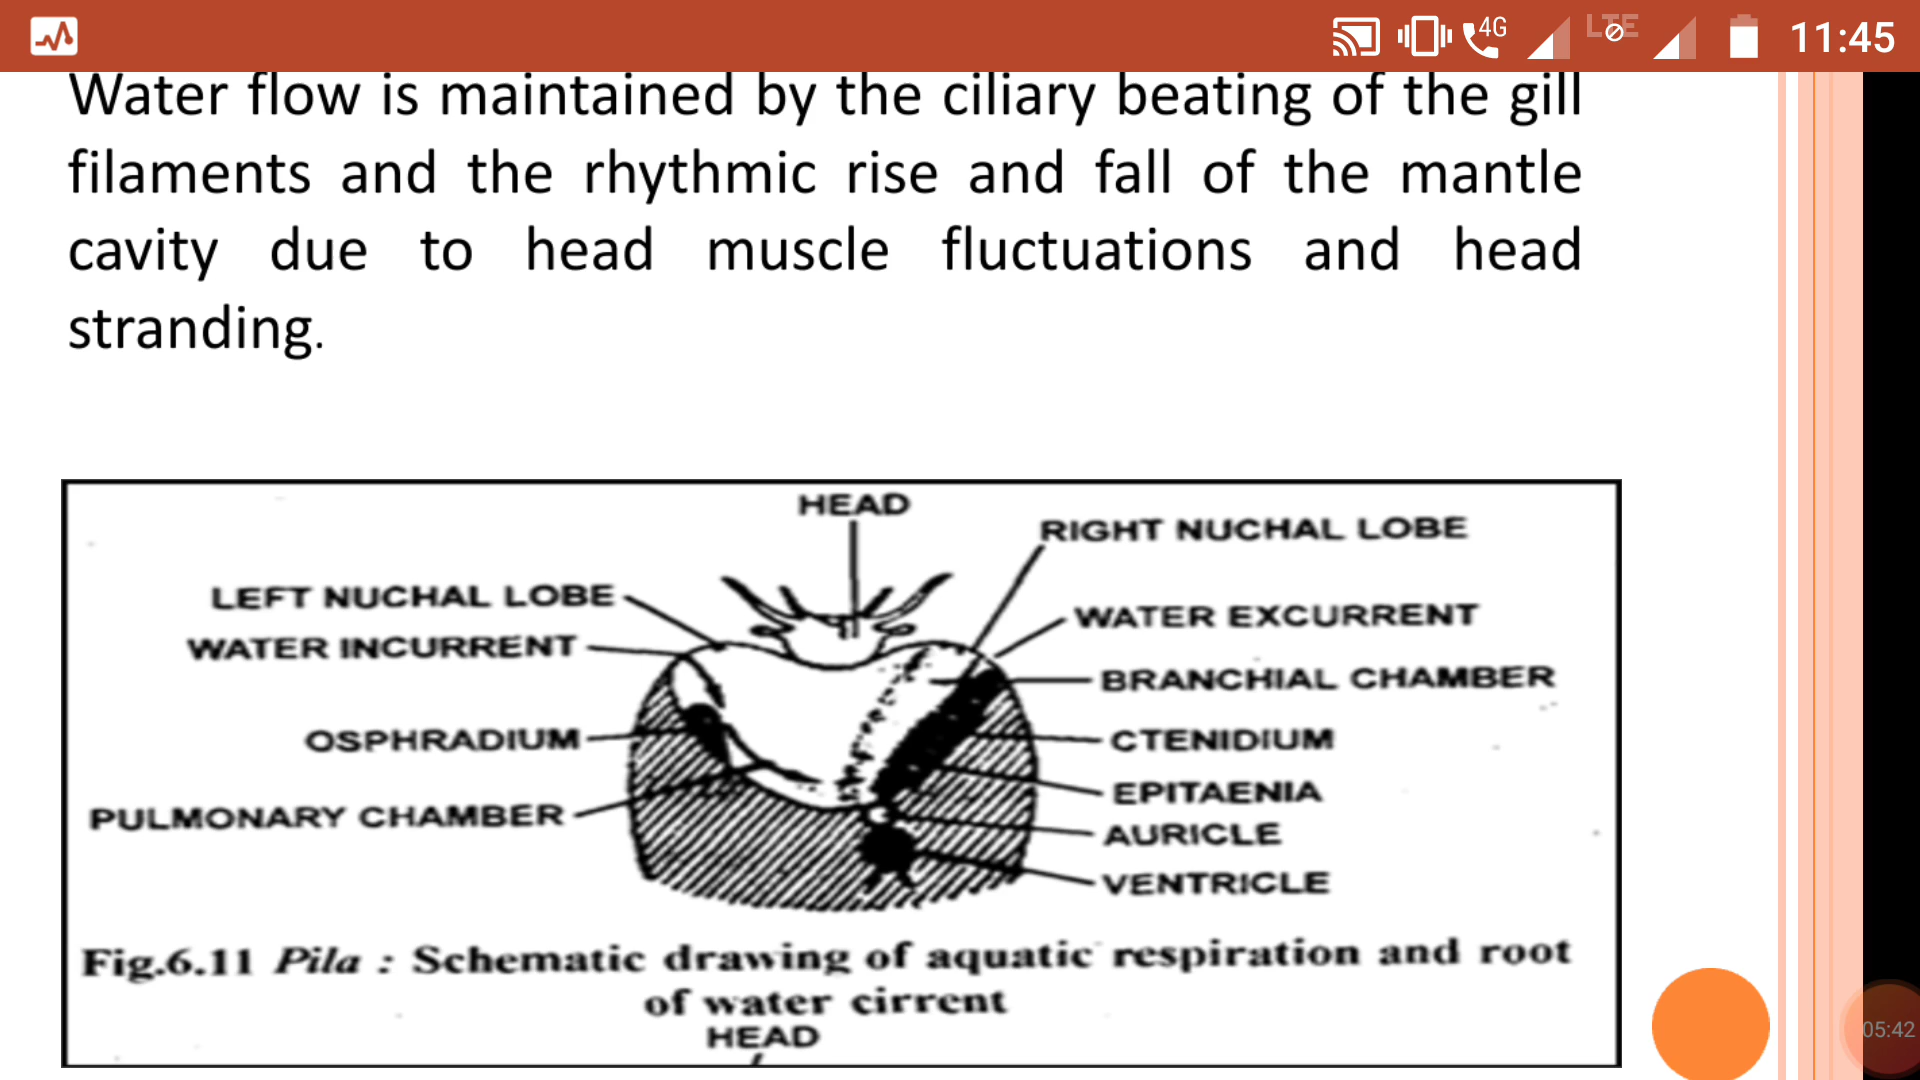 4G LTE 11:45
Water flow is maintained by the ciliary beating of the gill
filaments and the rhythmic rise and fall of the mantle
cavity due to head muscle fluctuations and head
stranding.
HEAD
RIGHT NUCHAL LOBE
LEFT NUCHAL LOBE
WATER EXCURRENT
WATER INCURRENT
BRANCHIAL CHAMBER
OSPHRADIUM
CTENIDIUM
EPITAENIA
PULMONARY CHAMBER
AURICLE
VENTRICLE
Fig.6.11 Pila : Schematic drawing of aquatic respiration and root
of water cirrent
HEAD
05:42